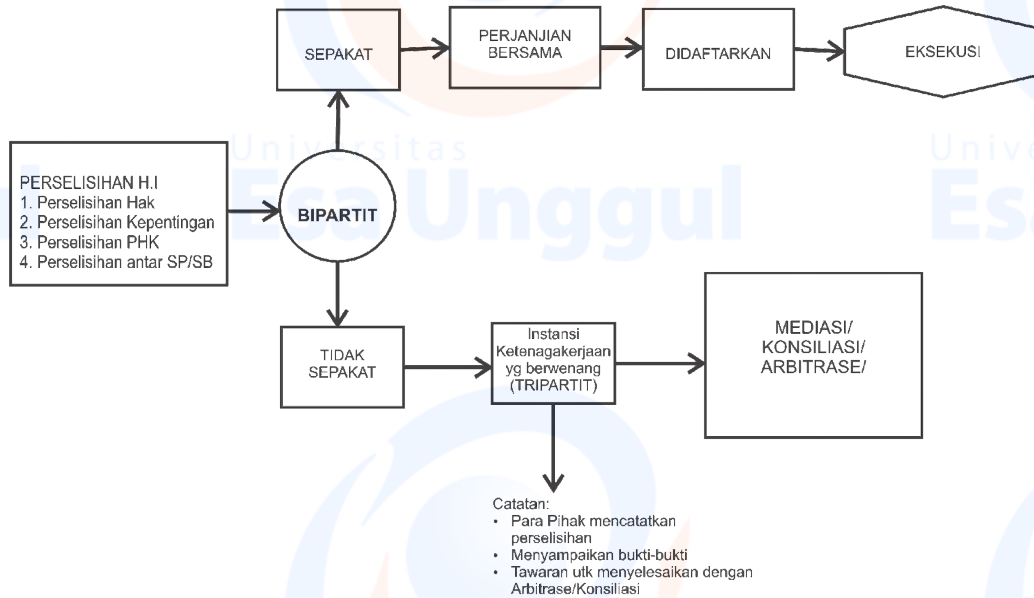 SEPAKAT
PERJANJIAN
BERSAMA
DIDAFTARKAN
EKSEKUSI
Universitas
Esa Unggul
Unive
Esa
ul
PERSELISIHAN H.I
1. Perselisihan Hak
2. Perselisihan Kepentingan
3. Perselisihan PHK
4. Perselisihan antar SP/SB
BIPARTIT
TIDAK
SEPAKAT
Instansi
Ketenagakerjaan
yg berwenang
(TRIPARTIT)
MEDIASI/
KONSILIASI/
ARBITRASE/
Catatan:
• Para Pihak mencatatkan
perselisihan
• Menyampaikan bukti-bukti
• Tawaran utk menyelesaikan dengan
Arbitrase/Konsiliasi